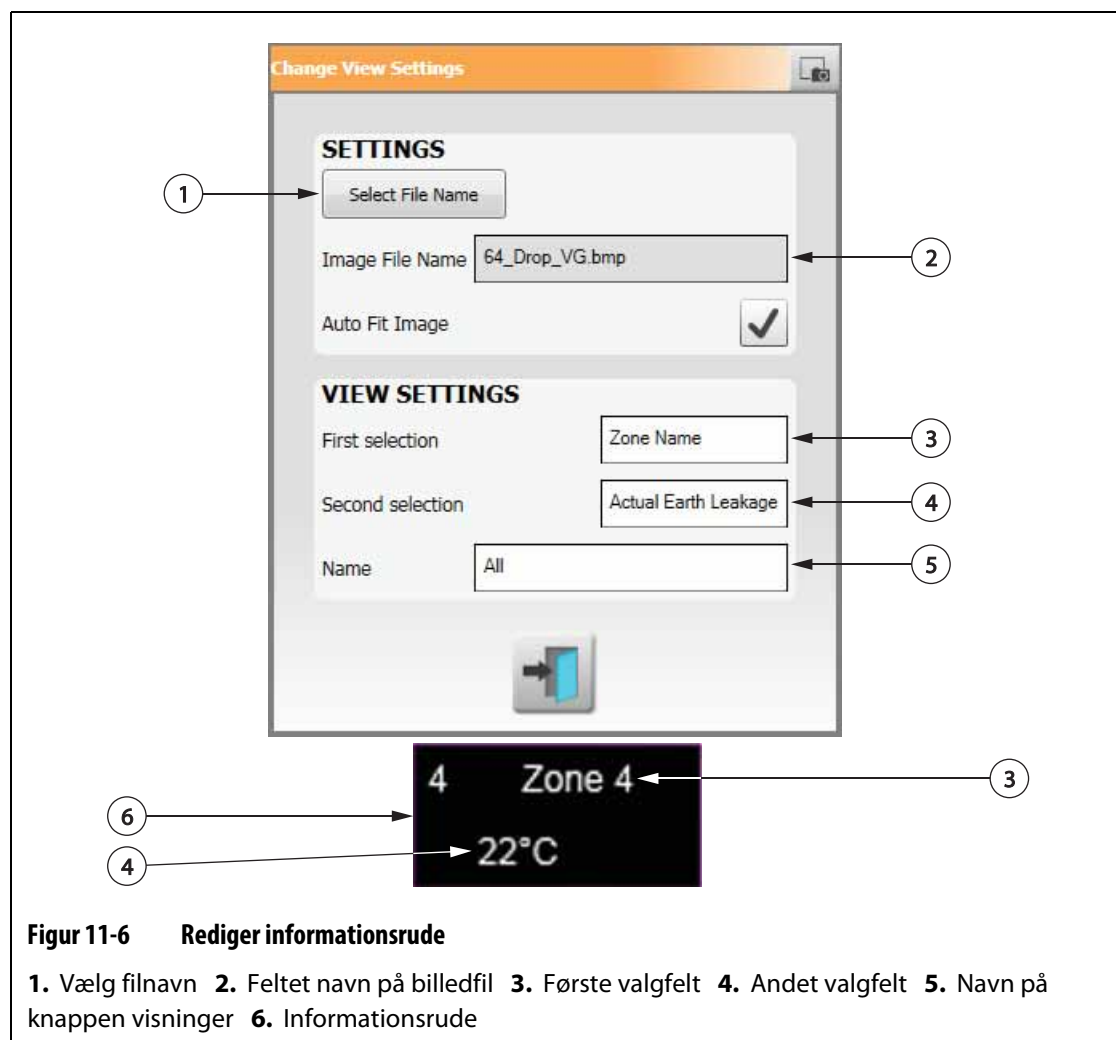 Change View Settings
SETTINGS
1
Select File Name
Image File Name 64_Drop_VG.bmp
2
Auto Fit Image
VIEW SETTINGS
First selection Zone Name
3
Second selection Actual Earth Leakage
4
Name All
5
4 Zone 4
3
6
22°C
4
Figur 11-6 Rediger informationsrude
1. Vælg filnavn 2. Feltet navn på billedfil 3. Første valgfelt 4. Andet valgfelt 5. Navn på
knappen visninger 6. Informationsrude